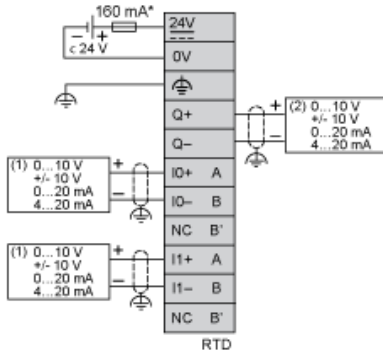 160 mA*
24V
– +
c 24 V
0V
Q+
Q–
+
–
(2) 0...10 V
+/- 10 V
0...20 mA
4...20 mA
(1) 0...10 V
+/- 10 V
0...20 mA
4...20 mA
+
–
I0+ A
I0– B
NC B'
(1) 0...10 V
+/- 10 V
0...20 mA
4...20 mA
+
–
I1+ A
I1– B
NC B'
RTD